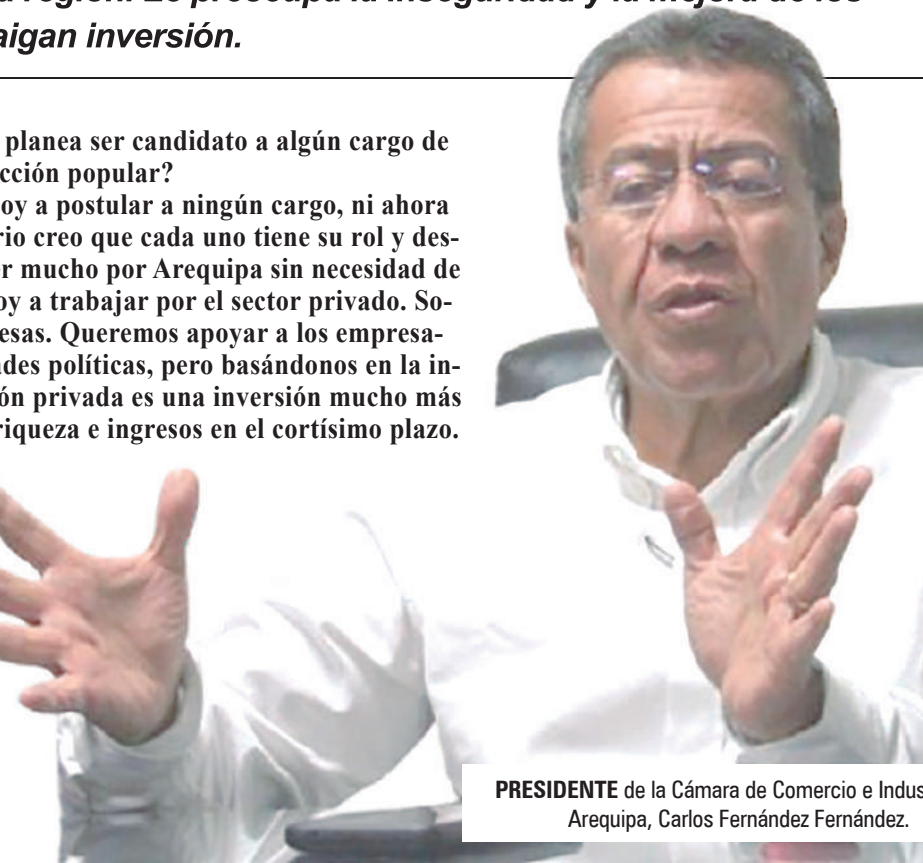 región. Le preocupa la inseguridad y la mejora de los
aigan inversión.
planea ser candidato a algún cargo de
cción popular?
oy a postular a ningún cargo, ni ahora
rio creo que cada uno tiene su rol y des-
er mucho por Arequipa sin necesidad de
oy a trabajar por el sector privado. So-
esas. Queremos apoyar a los empresa-
ades políticas, pero basándonos en la in-
ón privada es una inversión mucho más
riqueza e ingresos en el cortísimo plazo.
PRESIDENTE de la Cámara de Comercio e Indus
Arequipa, Carlos Fernández Fernández.